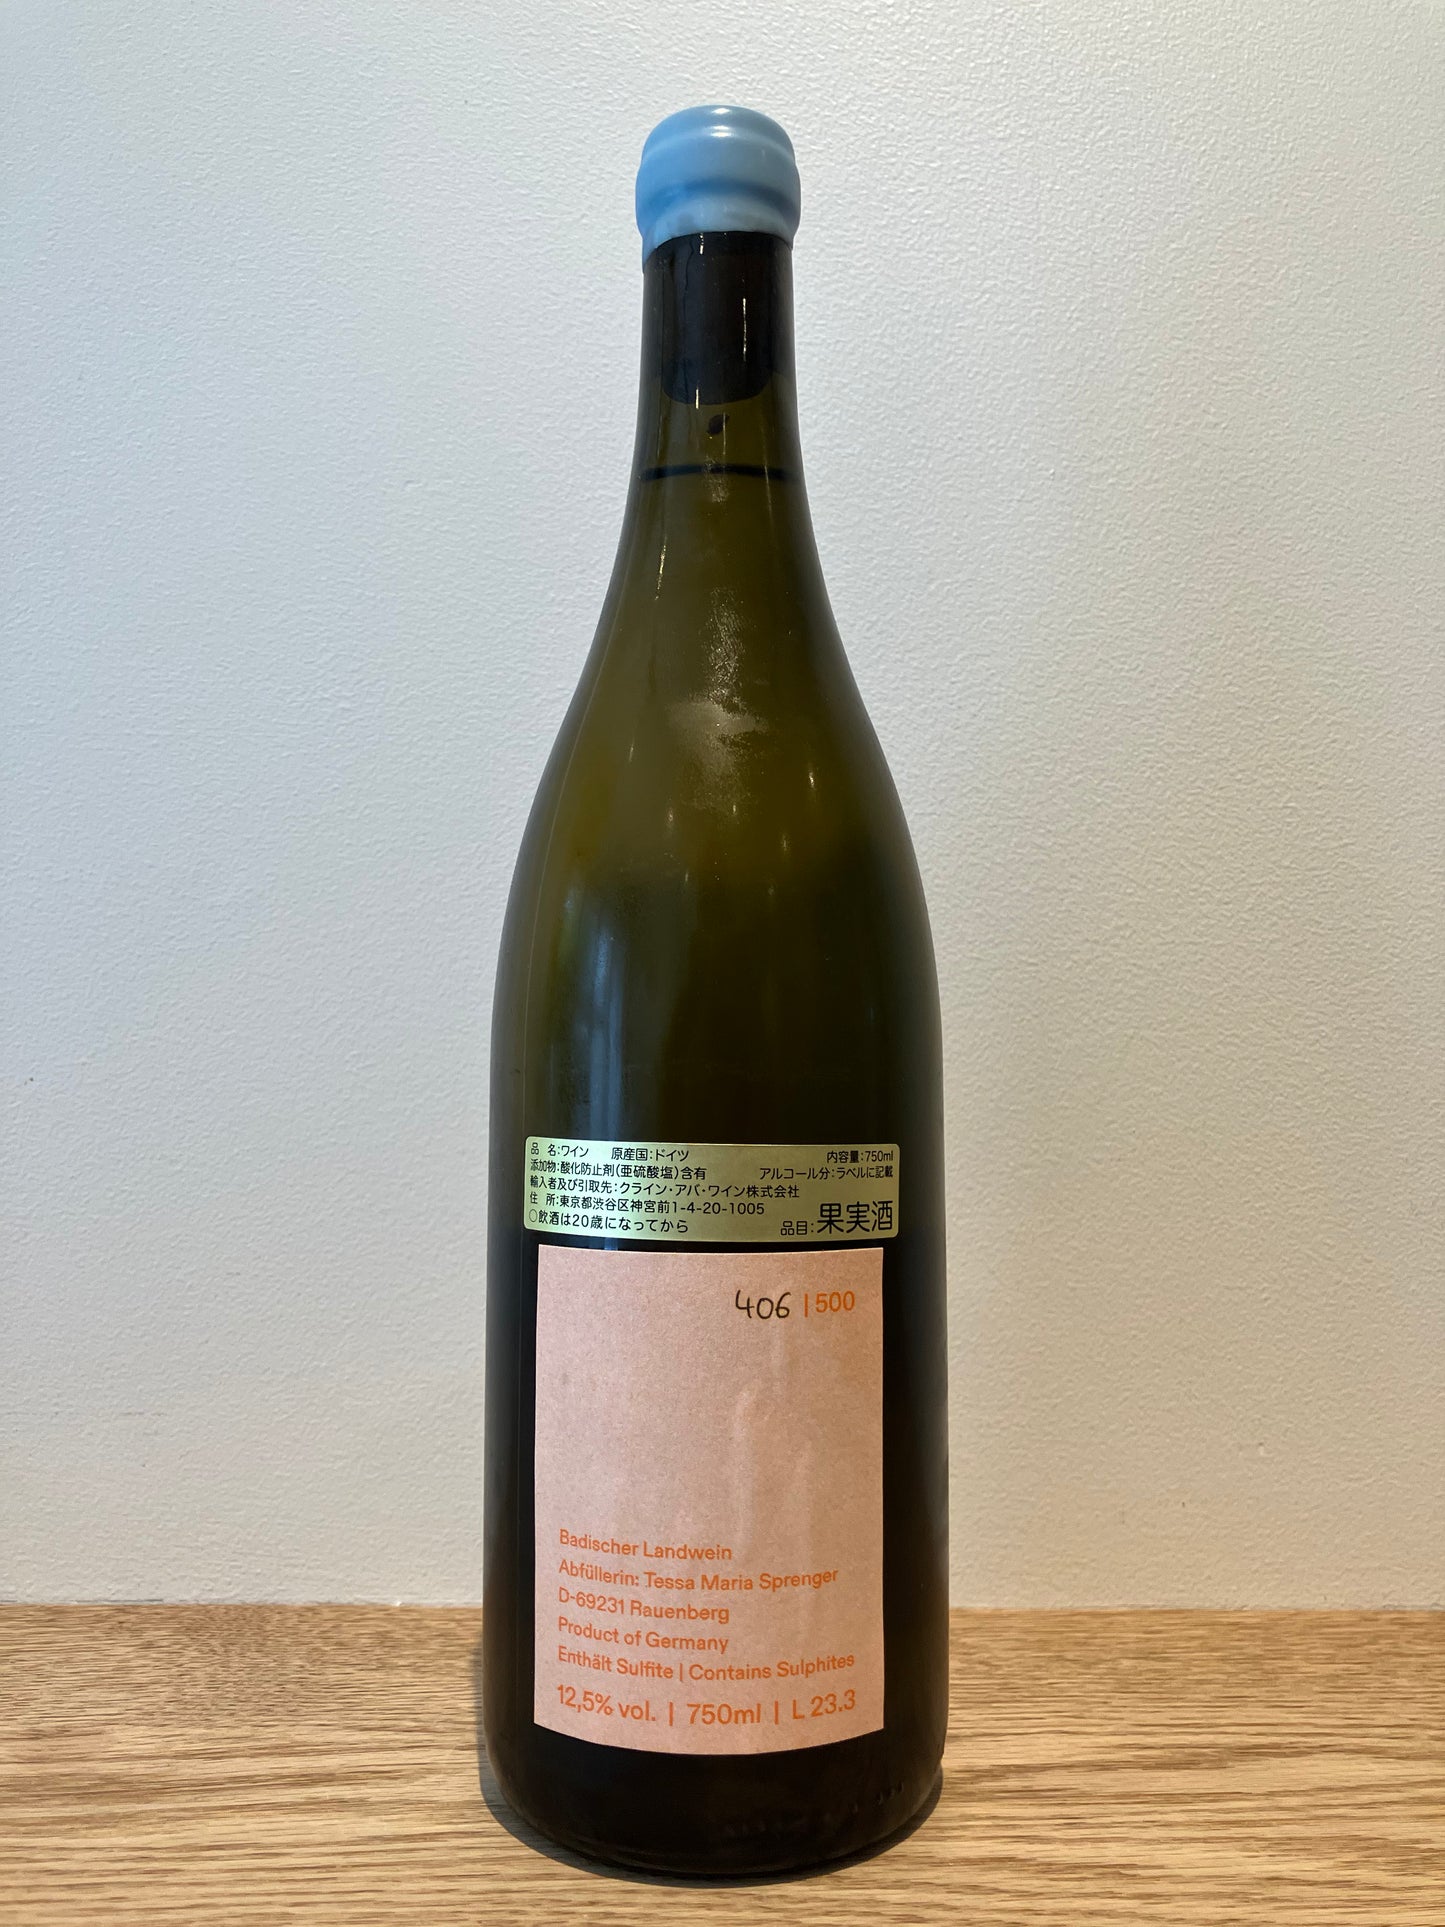 品　名：ワイン　原産国：ドイツ　内容量：750ml
添加物：酸化防止剤(亜硫酸塩)含有　アルコール分：ラベルに記載
輸入者及び引取先：クライン・アバ・ワイン株式会社
住　所：東京都渋谷区神宮前1-4-20-1005
○飲酒は20歳になってから　品目：果実酒
406 | 500
Badischer Landwein
Abfüllerin: Tessa Maria Sprenger
D-69231 Rauenberg
Product of Germany
Enthält Sulfite | Contains Sulphites
12,5% vol. | 750ml | L 23.3